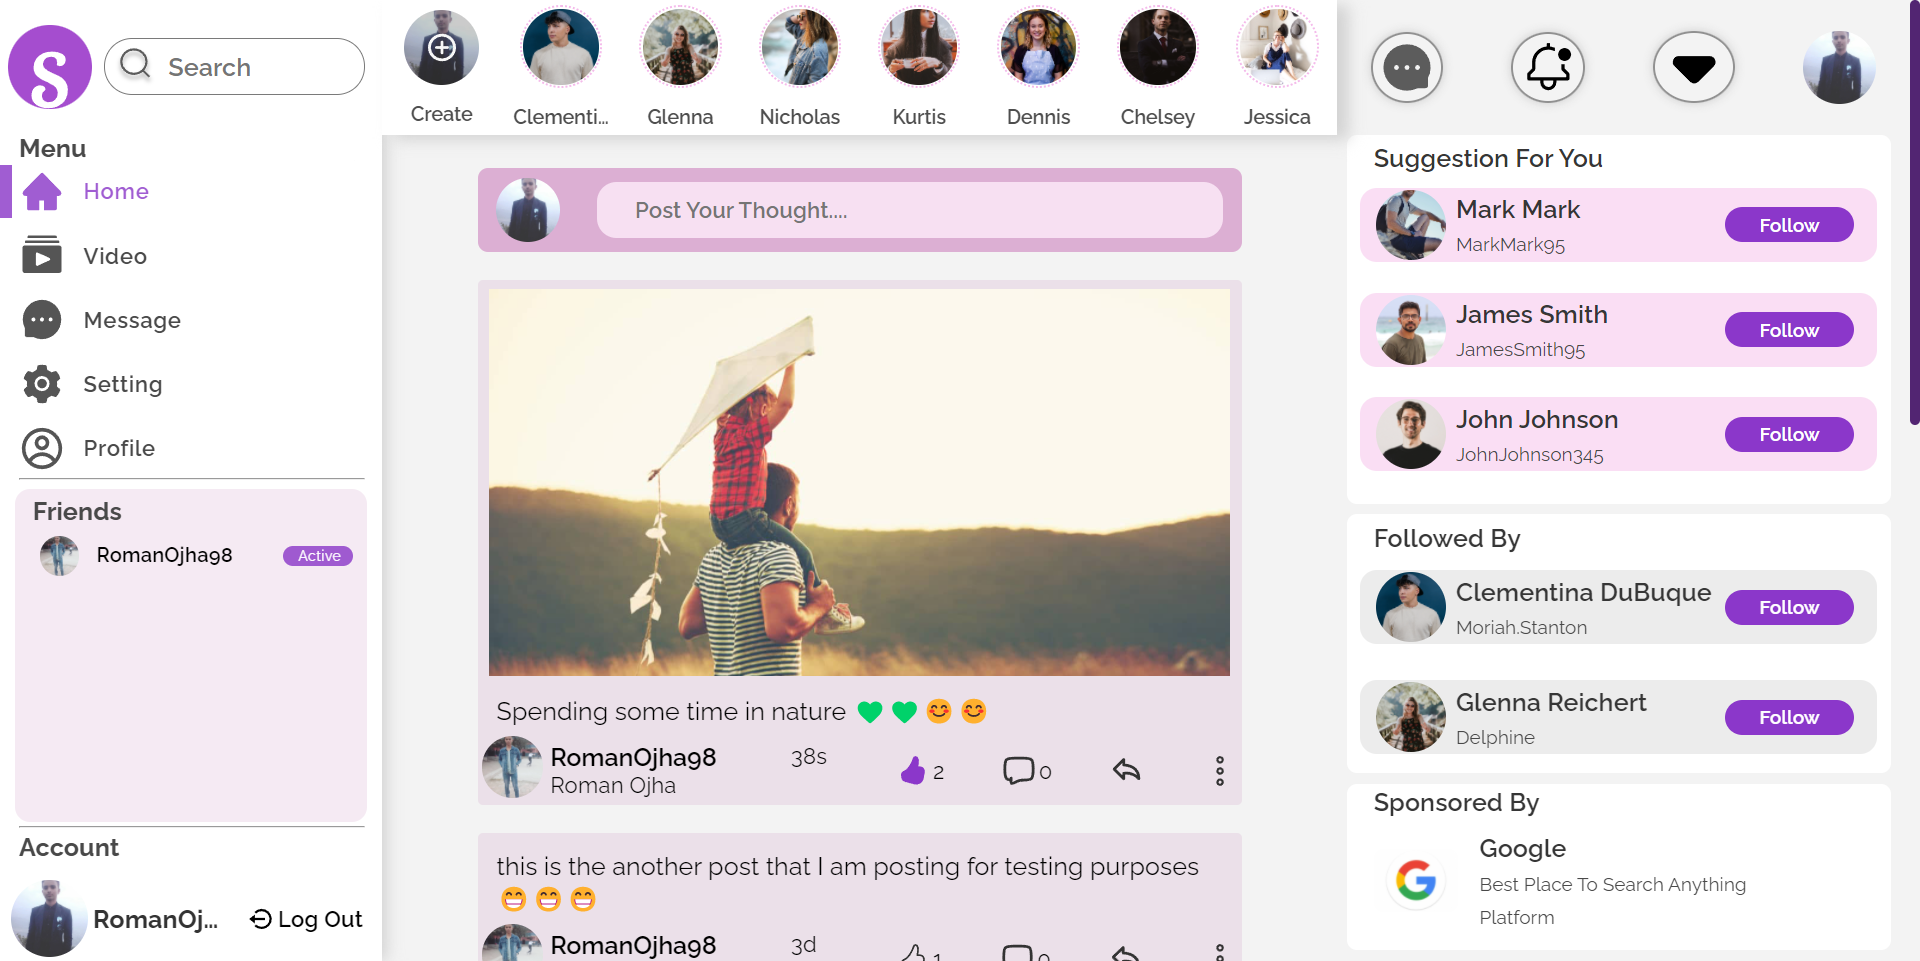 S
Search
Menu
Home
Video
Message
Setting
Profile
Friends
RomanOjha98
Active
Account
RomanOj...
Log Out
Create
Clementi...
Glenna
Nicholas
Kurtis
Dennis
Chelsey
Jessica
Post Your Thought....
Spending some time in nature 💚 💚 😊 😊
RomanOjha98
Roman Ojha
38s
2
0
this is the another post that I am posting for testing purposes
😁 😁 😁
RomanOjha98
3d
1
0
Suggestion For You
Mark Mark
MarkMark95
Follow
James Smith
JamesSmith95
Follow
John Johnson
JohnJohnson345
Follow
Followed By
Clementina DuBuque
Moriah.Stanton
Follow
Glenna Reichert
Delphine
Follow
Sponsored By
Google
Best Place To Search Anything
Platform